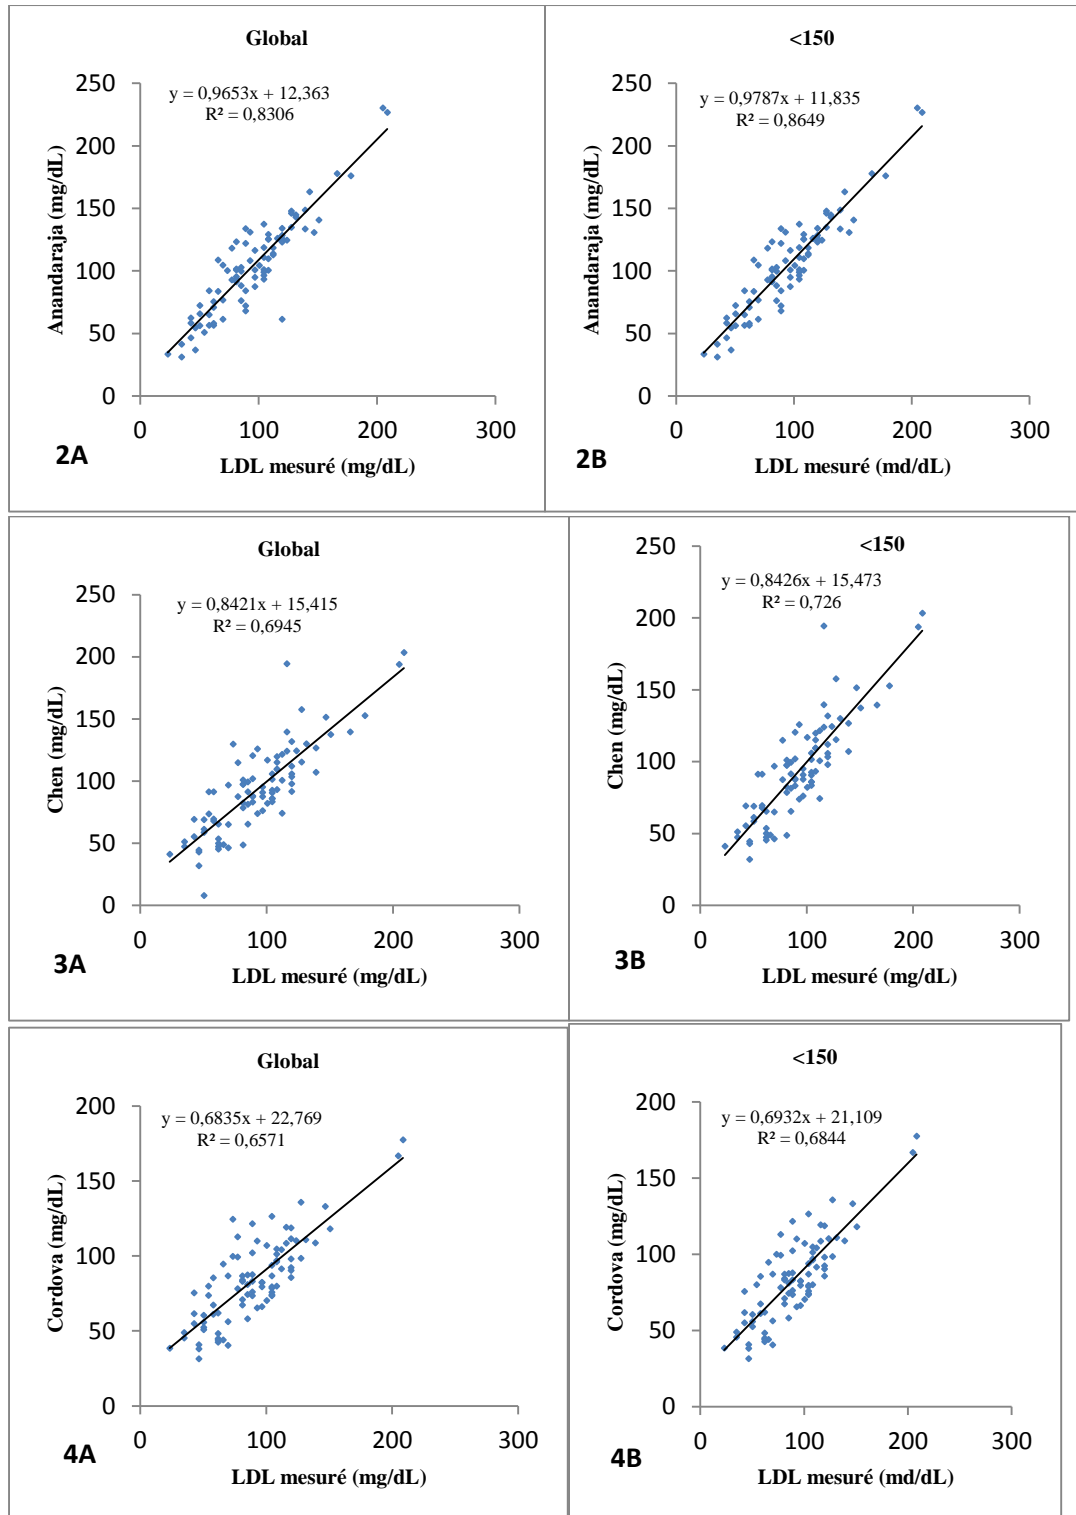 Global
y = 0,9653x + 12,363
R² = 0,8306
250
200
150
100
50
0
0 100 200 300
Anandaraja (mg/dL)
LDL mesuré (mg/dL)
2A
<150
y = 0,9787x + 11,835
R² = 0,8649
250
200
150
100
50
0
0 100 200 300
Anandaraja (mg/dL)
LDL mesuré (md/dL)
2B
Global
y = 0,8421x + 15,415
R² = 0,6945
250
200
150
100
50
0
0 100 200 300
Chen (mg/dL)
LDL mesuré (mg/dL)
3A
<150
y = 0,8426x + 15,473
R² = 0,726
250
200
150
100
50
0
0 100 200 300
Chen (mg/dL)
LDL mesuré (mg/dL)
3B
Global
y = 0,6835x + 22,769
R² = 0,6571
200
150
100
50
0
0 100 200 300
Cordova (mg/dL)
LDL mesuré (mg/dL)
4A
<150
y = 0,6932x + 21,109
R² = 0,6844
200
150
100
50
0
0 100 200 300
Cordova (mg/dL)
LDL mesuré (md/dL)
4B